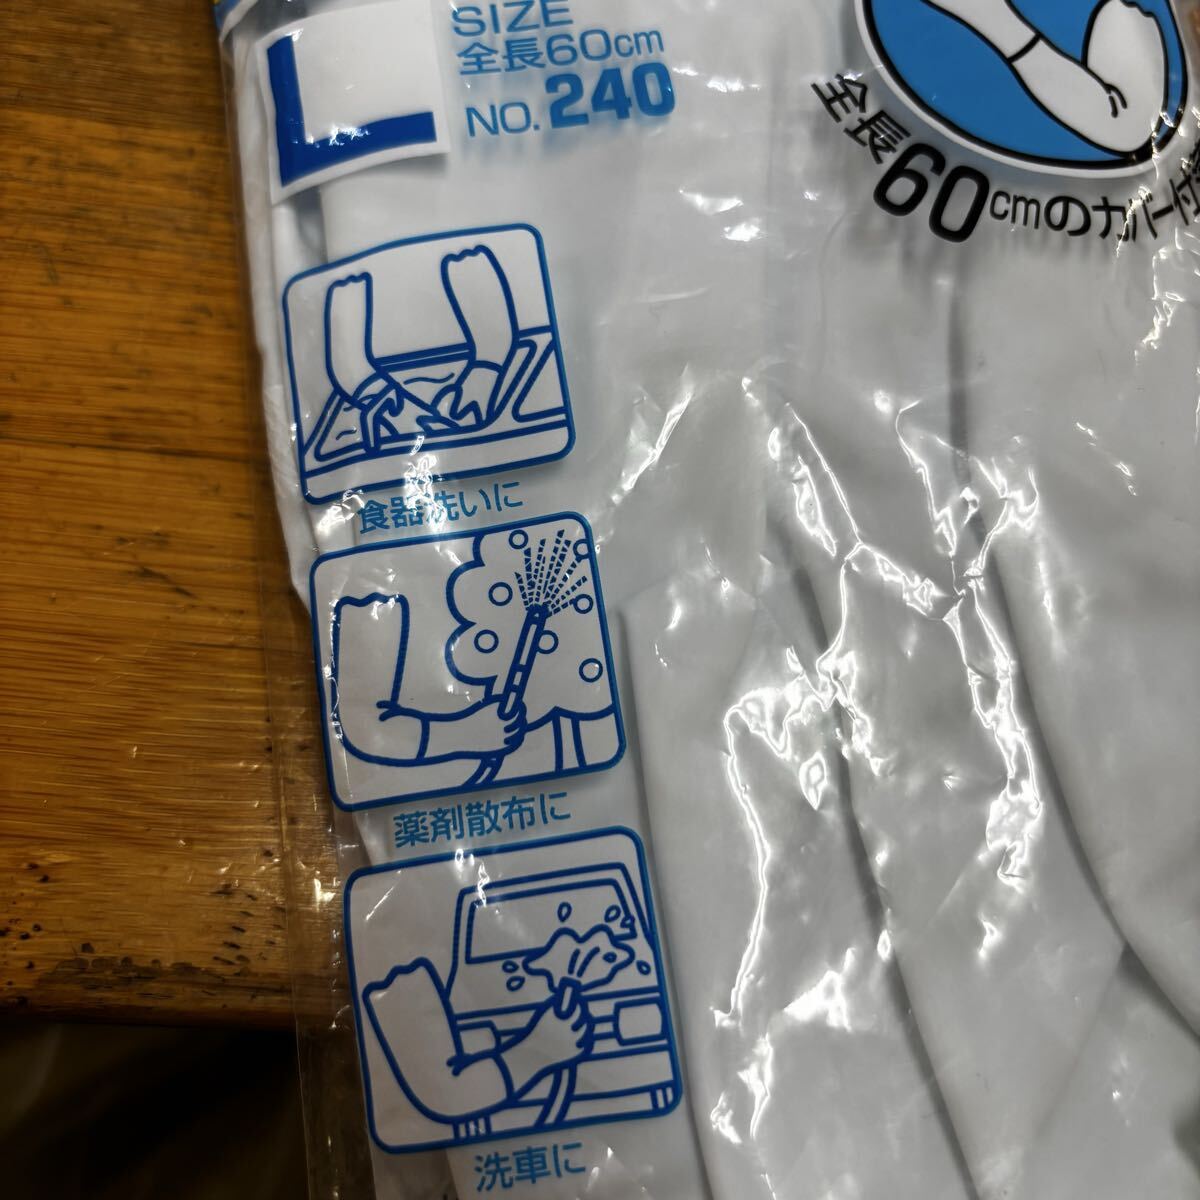 L
SIZE
全長60cm
NO.240
全長60cmのカバー付
食器洗いに
薬剤散布に
洗車に